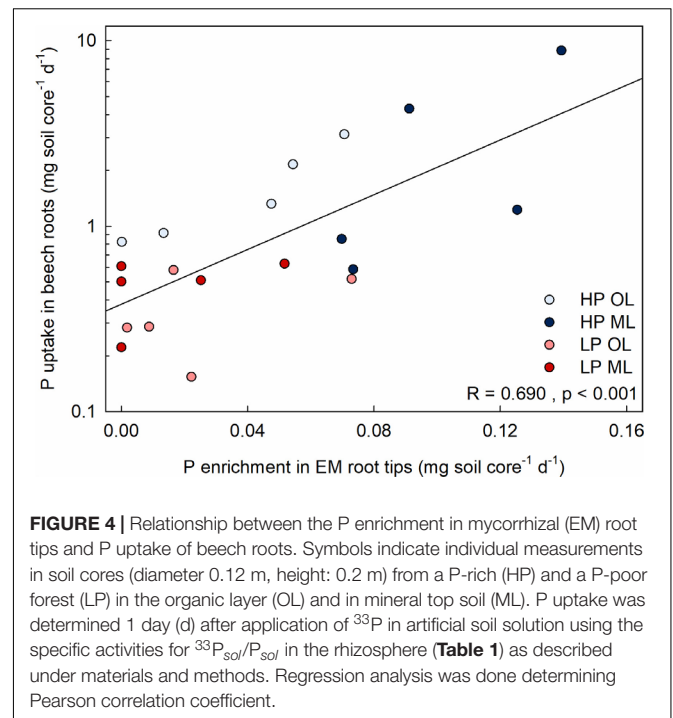 10
1
0.1
P uptake in beech roots (mg soil core⁻¹ d⁻¹)
HP OL
HP ML
LP OL
LP ML
R = 0.690 , p < 0.001
0.00 0.04 0.08 0.12 0.16
P enrichment in EM root tips (mg soil core⁻¹ d⁻¹)
FIGURE 4 | Relationship between the P enrichment in mycorrhizal (EM) root
tips and P uptake of beech roots. Symbols indicate individual measurements
in soil cores (diameter 0.12 m, height: 0.2 m) from a P-rich (HP) and a P-poor
forest (LP) in the organic layer (OL) and in mineral top soil (ML). P uptake was
determined 1 day (d) after application of ³³P in artificial soil solution using the
specific activities for ³³Psol/Psol in the rhizosphere (Table 1) as described
under materials and methods. Regression analysis was done determining
Pearson correlation coefficient.